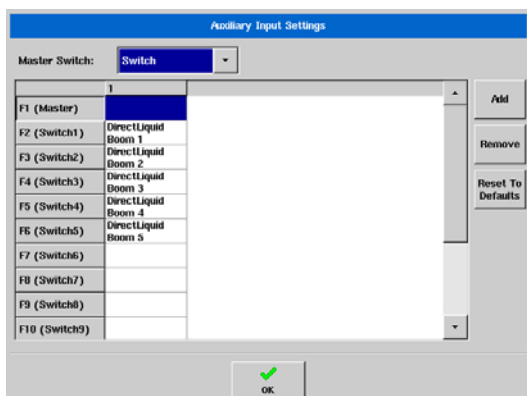 Auxiliary Input Settings
Master Switch: Switch
1
Add
F1 (Master)
F2 (Switch1) DirectLiquid
Boom 1
Remove
F3 (Switch2) DirectLiquid
Boom 2
F4 (Switch3) DirectLiquid
Boom 3
Reset To
Defaults
F5 (Switch4) DirectLiquid
Boom 4
F6 (Switch5) DirectLiquid
Boom 5
F7 (Switch6)
F8 (Switch7)
F9 (Switch8)
F10 (Switch9)
OK